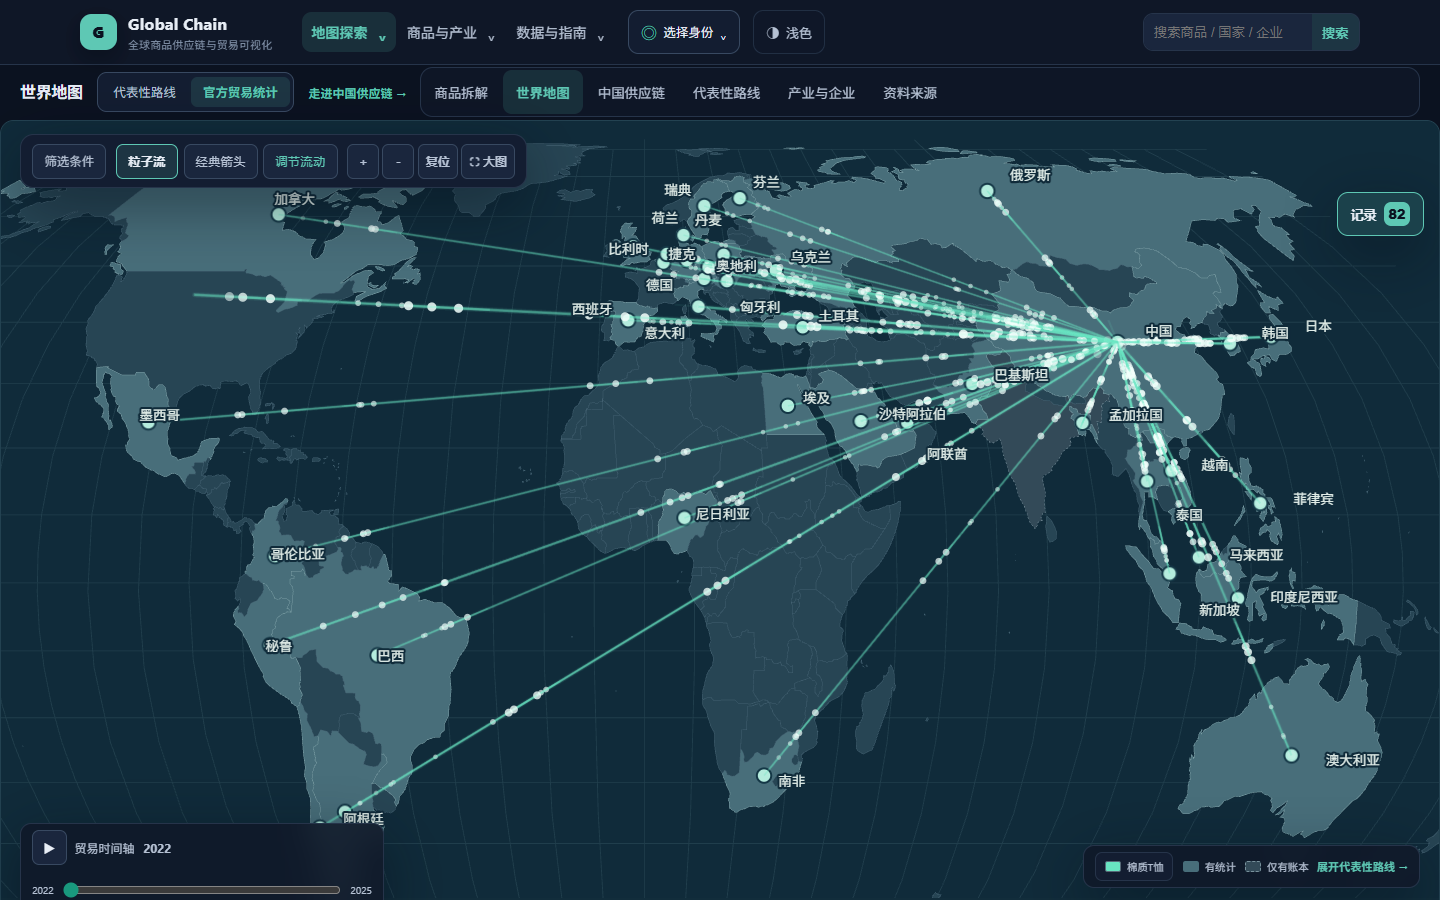 G
Global Chain
全球商品供应链与贸易可视化
地图探索
商品与产业
数据与指南
选择身份
浅色
搜索商品 / 国家 / 企业
搜索
世界地图
代表性路线
官方贸易统计
走进中国供应链 →
商品拆解
世界地图
中国供应链
代表性路线
产业与企业
资料来源
筛选条件
粒子流
经典箭头
调节流动
+
-
复位
大图
记录 82
加拿大
瑞典
芬兰
俄罗斯
荷兰
丹麦
比利时
捷克
奥地利
乌克兰
德国
西班牙
匈牙利
土耳其
意大利
中国
韩国
日本
巴基斯坦
墨西哥
埃及
沙特阿拉伯
孟加拉国
阿联酋
越南
菲律宾
尼日利亚
泰国
哥伦比亚
马来西亚
印度尼西亚
新加坡
秘鲁
巴西
澳大利亚
南非
阿根廷
贸易时间轴 2022
2022
2025
棉质T恤
有统计
仅有账本
展开代表性路线 →